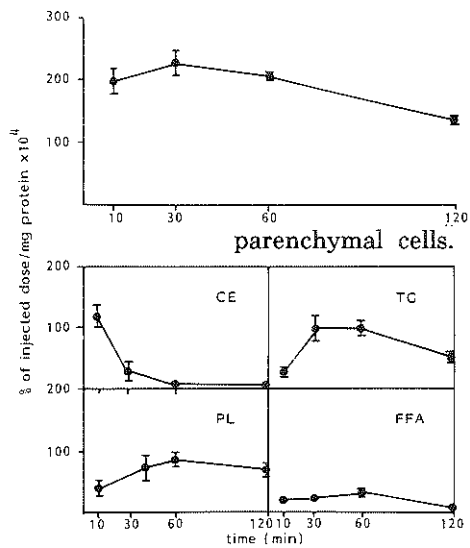 300
200
100
10 30 60 120
parenchymal cells.
% of injected dose/mg protein x10⁴
200
CE TG
100
200
PL FFA
100
10 30 60 120 10 30 60 120
time (min)